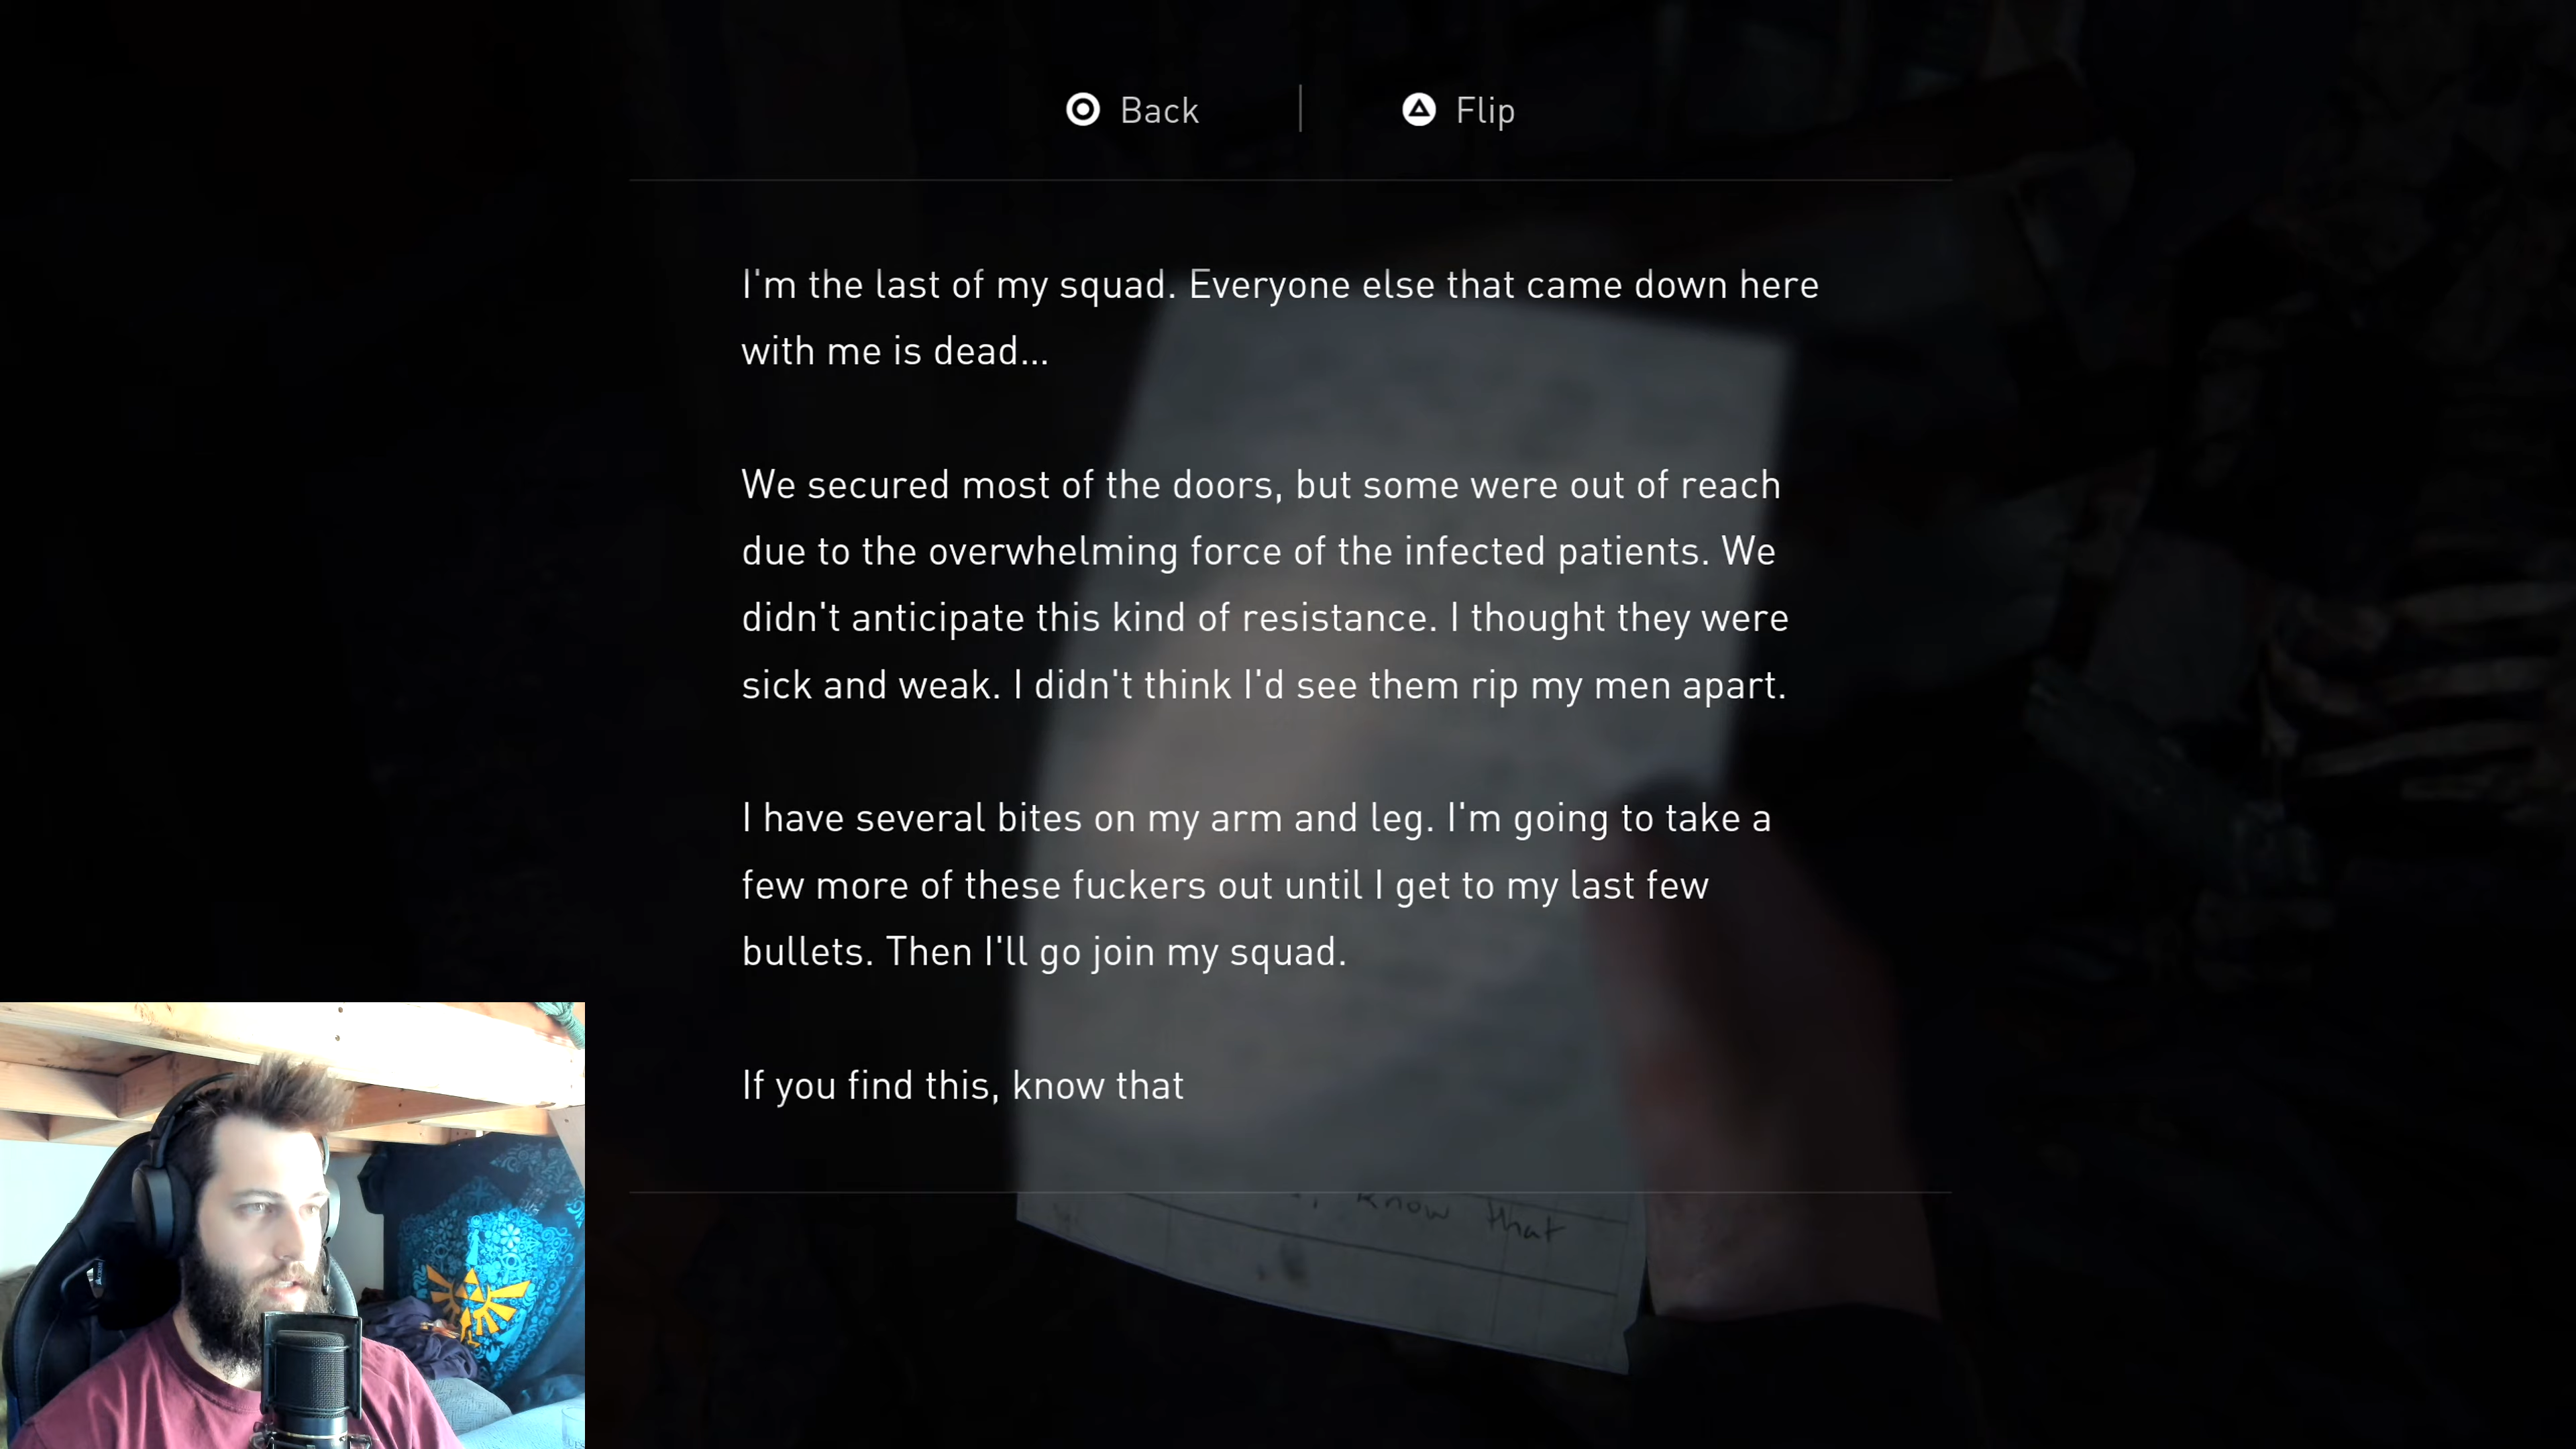 Back
Flip
I'm the last of my squad. Everyone else that came down here
with me is dead...
We secured most of the doors, but some were out of reach
due to the overwhelming force of the infected patients. We
didn't anticipate this kind of resistance. I thought they were
sick and weak. I didn't think I'd see them rip my men apart.
I have several bites on my arm and leg. I'm going to take a
few more of these fuckers out until I get to my last few
bullets. Then I'll go join my squad.
If you find this, know that
know that